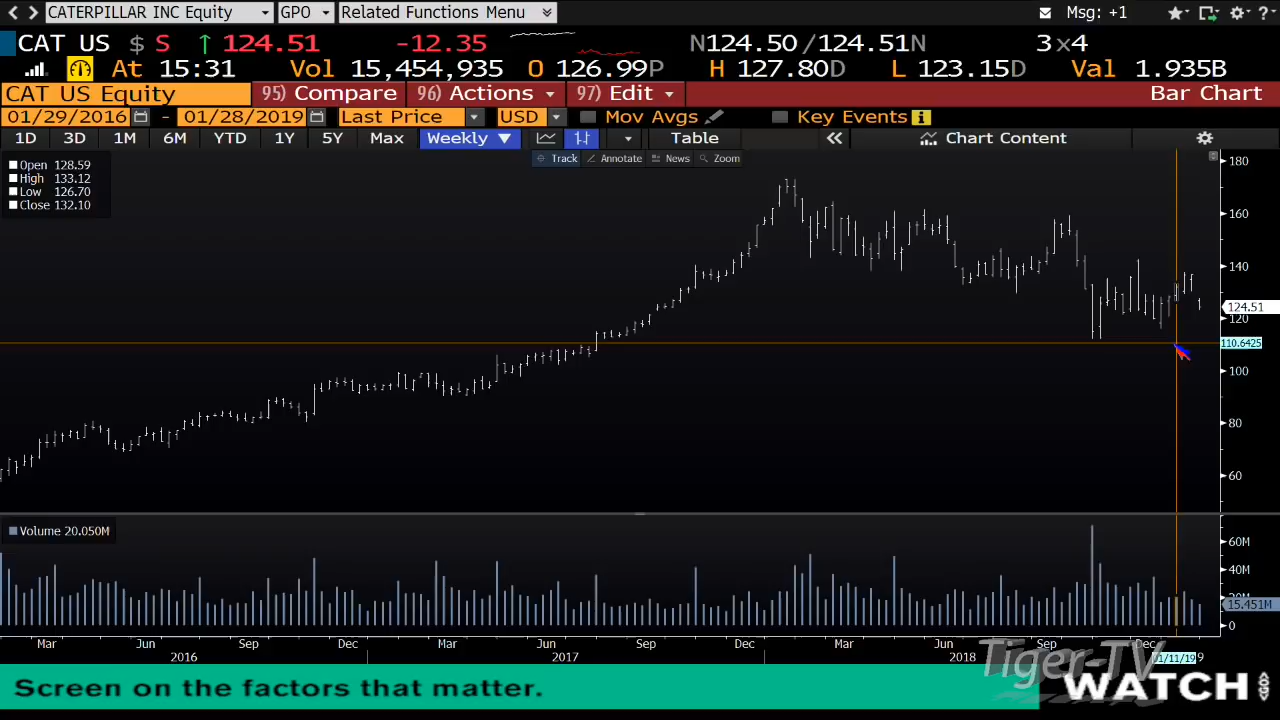 CATERPILLAR INC Equity GPO Related Functions Menu Msg: +1 ?
CAT US $ S ↑ 124.51 -12.35 N124.50 /124.51N 3x4
At 15:31 Vol 15,454,935 O 126.99P H 127.80D L 123.15D Val 1.935B
CAT US Equity 95) Compare 96) Actions 97) Edit Bar Chart
01/29/2016 - 01/28/2019 Last Price USD Mov Avgs Key Events i
1D 3D 1M 6M YTD 1Y 5Y Max Weekly ▼ Table « Chart Content
Track Annotate News Zoom
Open 128.59
High 133.12
Low 126.70
Close 132.10
180
160
140
124.51
120
110.6425
100
80
60
Volume 20.050M
60M
40M
20M
15.451M
0
Mar Jun Sep Dec Mar Jun Sep Dec Mar Jun Sep Dec
2016 2017 2018 01/11/19 9
Tiger-TV
Screen on the factors that matter. WATCH